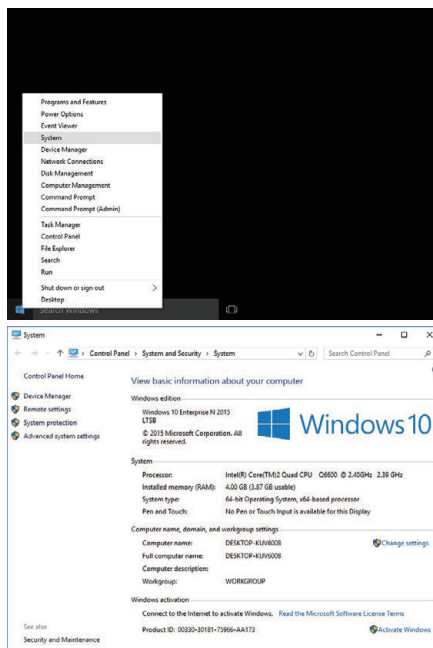 Programs and Features
Power Options
Event Viewer
System
Device Manager
Network Connections
Disk Management
Computer Management
Command Prompt
Command Prompt (Admin)
Task Manager
Control Panel
File Explorer
Search
Run
Shut down or sign out
Desktop
Search Windows
System
Control Panel › System and Security › System
Search Control Panel
Control Panel Home
Device Manager
Remote settings
System protection
Advanced system settings
See also
Security and Maintenance
View basic information about your computer
Windows edition
Windows 10 Enterprise N 2015
LTSB
© 2015 Microsoft Corporation. All
rights reserved.
Windows 10
System
Processor: Intel(R) Core(TM)2 Quad CPU Q6600 @ 2.40GHz 2.39 GHz
Installed memory (RAM): 4.00 GB (3.87 GB usable)
System type: 64-bit Operating System, x64-based processor
Pen and Touch: No Pen or Touch Input is available for this Display
Computer name, domain, and workgroup settings
Computer name: DESKTOP-KUV6008 Change settings
Full computer name: DESKTOP-KUV6008
Computer description:
Workgroup: WORKGROUP
Windows activation
Connect to the Internet to activate Windows. Read the Microsoft Software License Terms
Product ID: 00330-30181-75966-AA173 Activate Windows